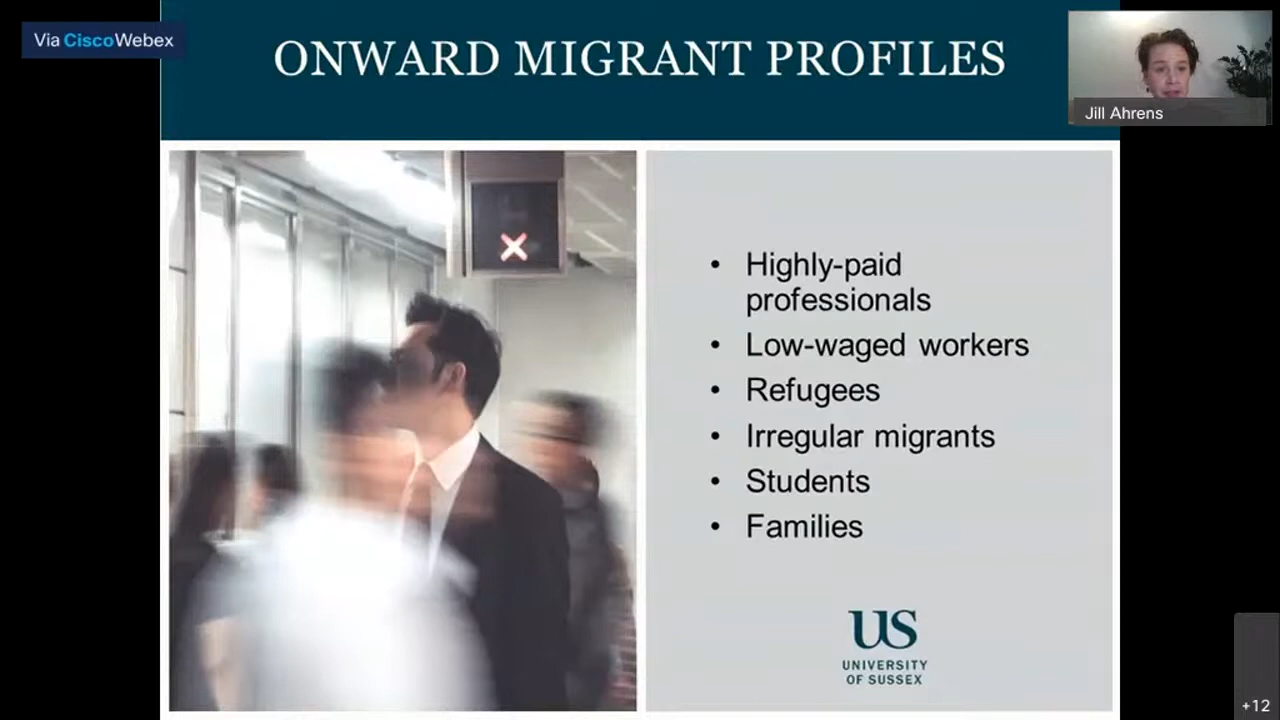 Via CiscoWebex
ONWARD MIGRANT PROFILES
Jill Ahrens
• Highly-paid
professionals
• Low-waged workers
• Refugees
• Irregular migrants
• Students
• Families
US
UNIVERSITY
OF SUSSEX
+12